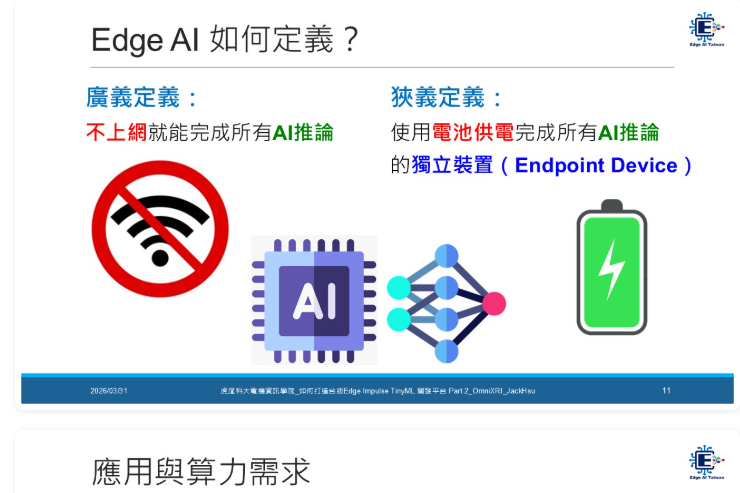 Edge AI 如何定義？
Edge AI Taiwan
廣義定義：
不上網就能完成所有AI推論
狹義定義：
使用電池供電完成所有AI推論
的獨立裝置（Endpoint Device）
AI
2026/03/31
虎尾科大電機資訊學院_如何打造台版Edge Impulse TinyML 開發平台 Part 2_OmniXRI_JackHsu
11
應用與算力需求
Edge AI Taiwan